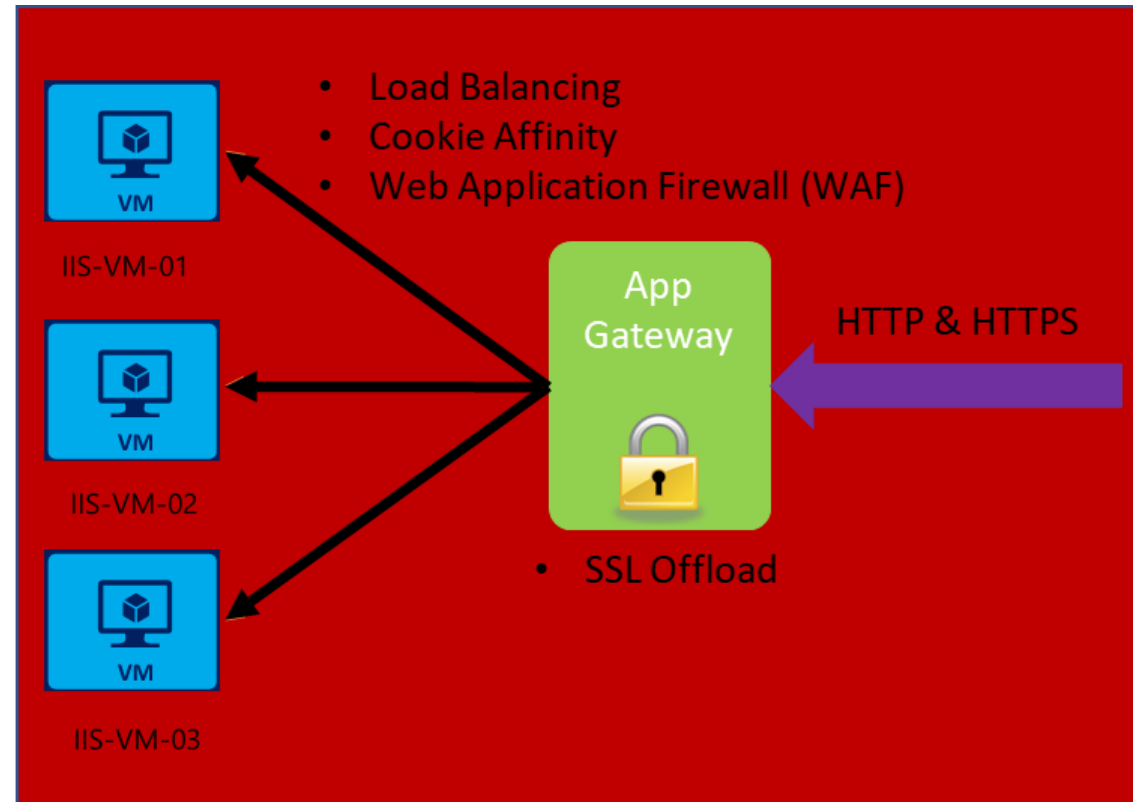 • Load Balancing
• Cookie Affinity
• Web Application Firewall (WAF)
VM
IIS-VM-01
App
Gateway
HTTP & HTTPS
VM
IIS-VM-02
• SSL Offload
VM
IIS-VM-03